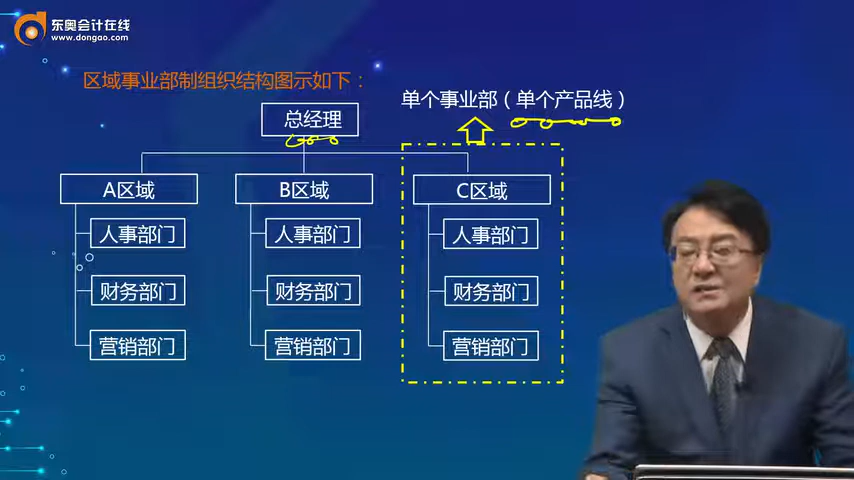 东奥会计在线
www.dongao.com
区域事业部制组织结构图示如下：
单个事业部（单个产品线）
总经理
A区域
B区域
C区域
人事部门
人事部门
人事部门
财务部门
财务部门
财务部门
营销部门
营销部门
营销部门